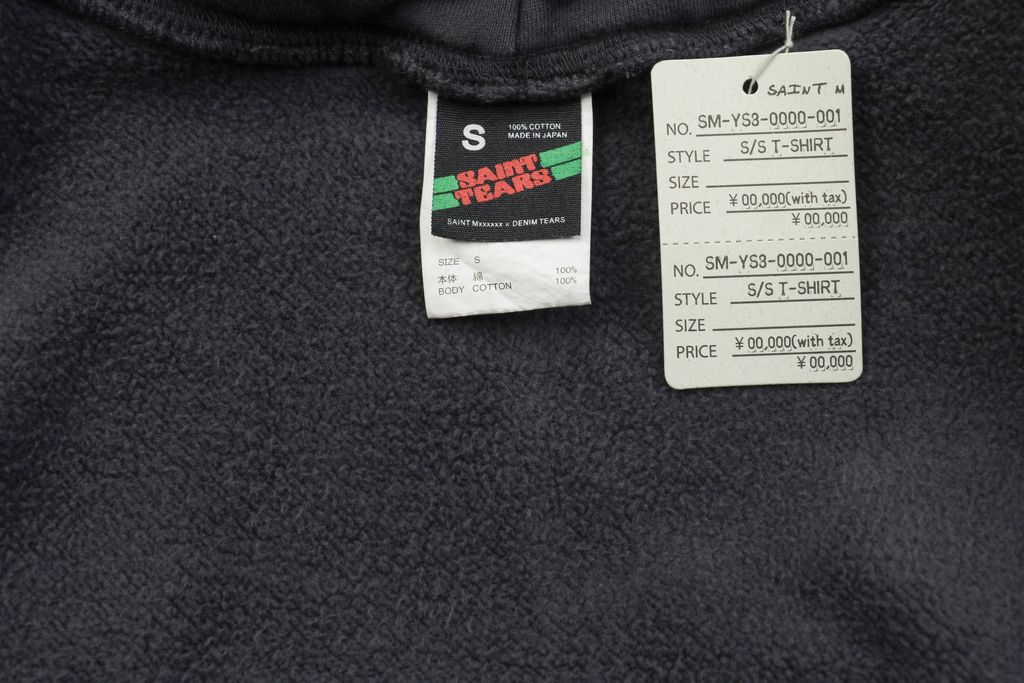 S
100% COTTON
MADE IN JAPAN
SAINT
TEARS
SAINT Mxxxxxx x DENIM TEARS
SIZE S
本体 綿 100%
BODY COTTON 100%
SAINT M
NO. SM-YS3-0000-001
STYLE S/S T-SHIRT
SIZE
PRICE ¥00,000(with tax)
¥00,000
NO. SM-YS3-0000-001
STYLE S/S T-SHIRT
SIZE
PRICE ¥00,000(with tax)
¥00,000